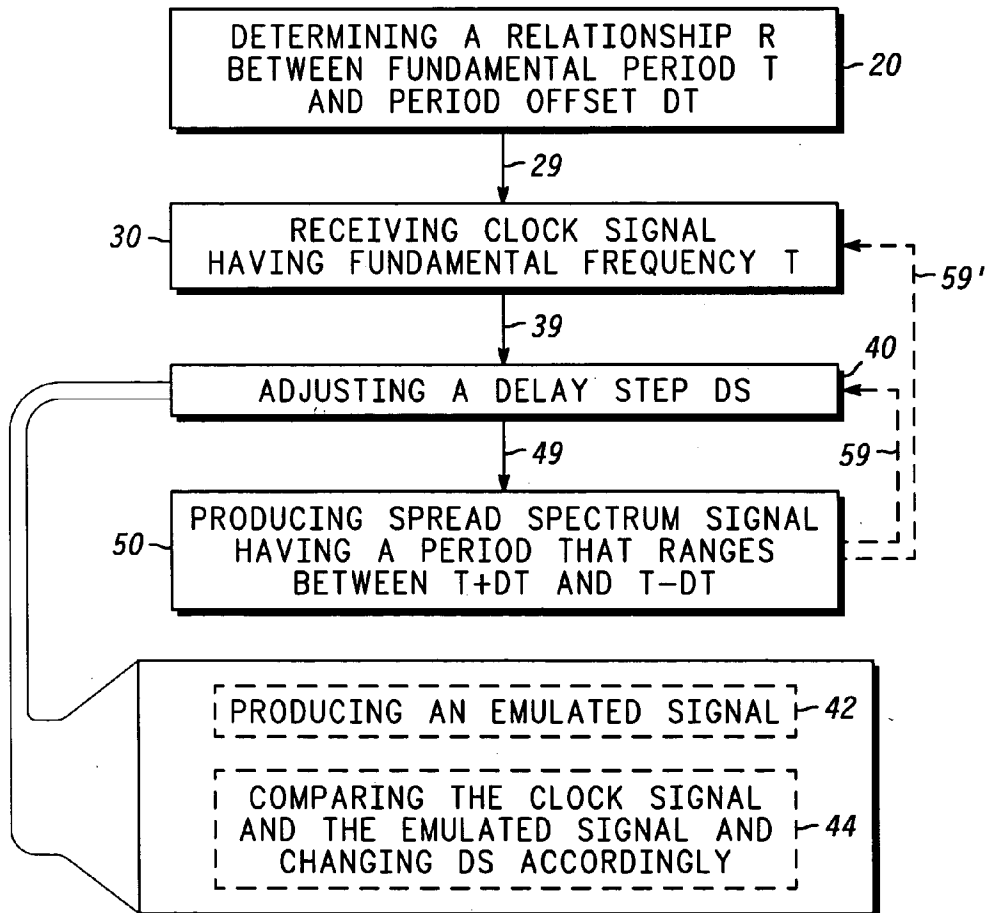 DETERMINING A RELATIONSHIP R
BETWEEN FUNDAMENTAL PERIOD T
AND PERIOD OFFSET DT
20
29
30
RECEIVING CLOCK SIGNAL
HAVING FUNDAMENTAL FREQUENCY T
59'
39
40
ADJUSTING A DELAY STEP DS
49
59
50
PRODUCING SPREAD SPECTRUM SIGNAL
HAVING A PERIOD THAT RANGES
BETWEEN T+DT AND T-DT
PRODUCING AN EMULATED SIGNAL
42
COMPARING THE CLOCK SIGNAL
AND THE EMULATED SIGNAL AND
CHANGING DS ACCORDINGLY
44